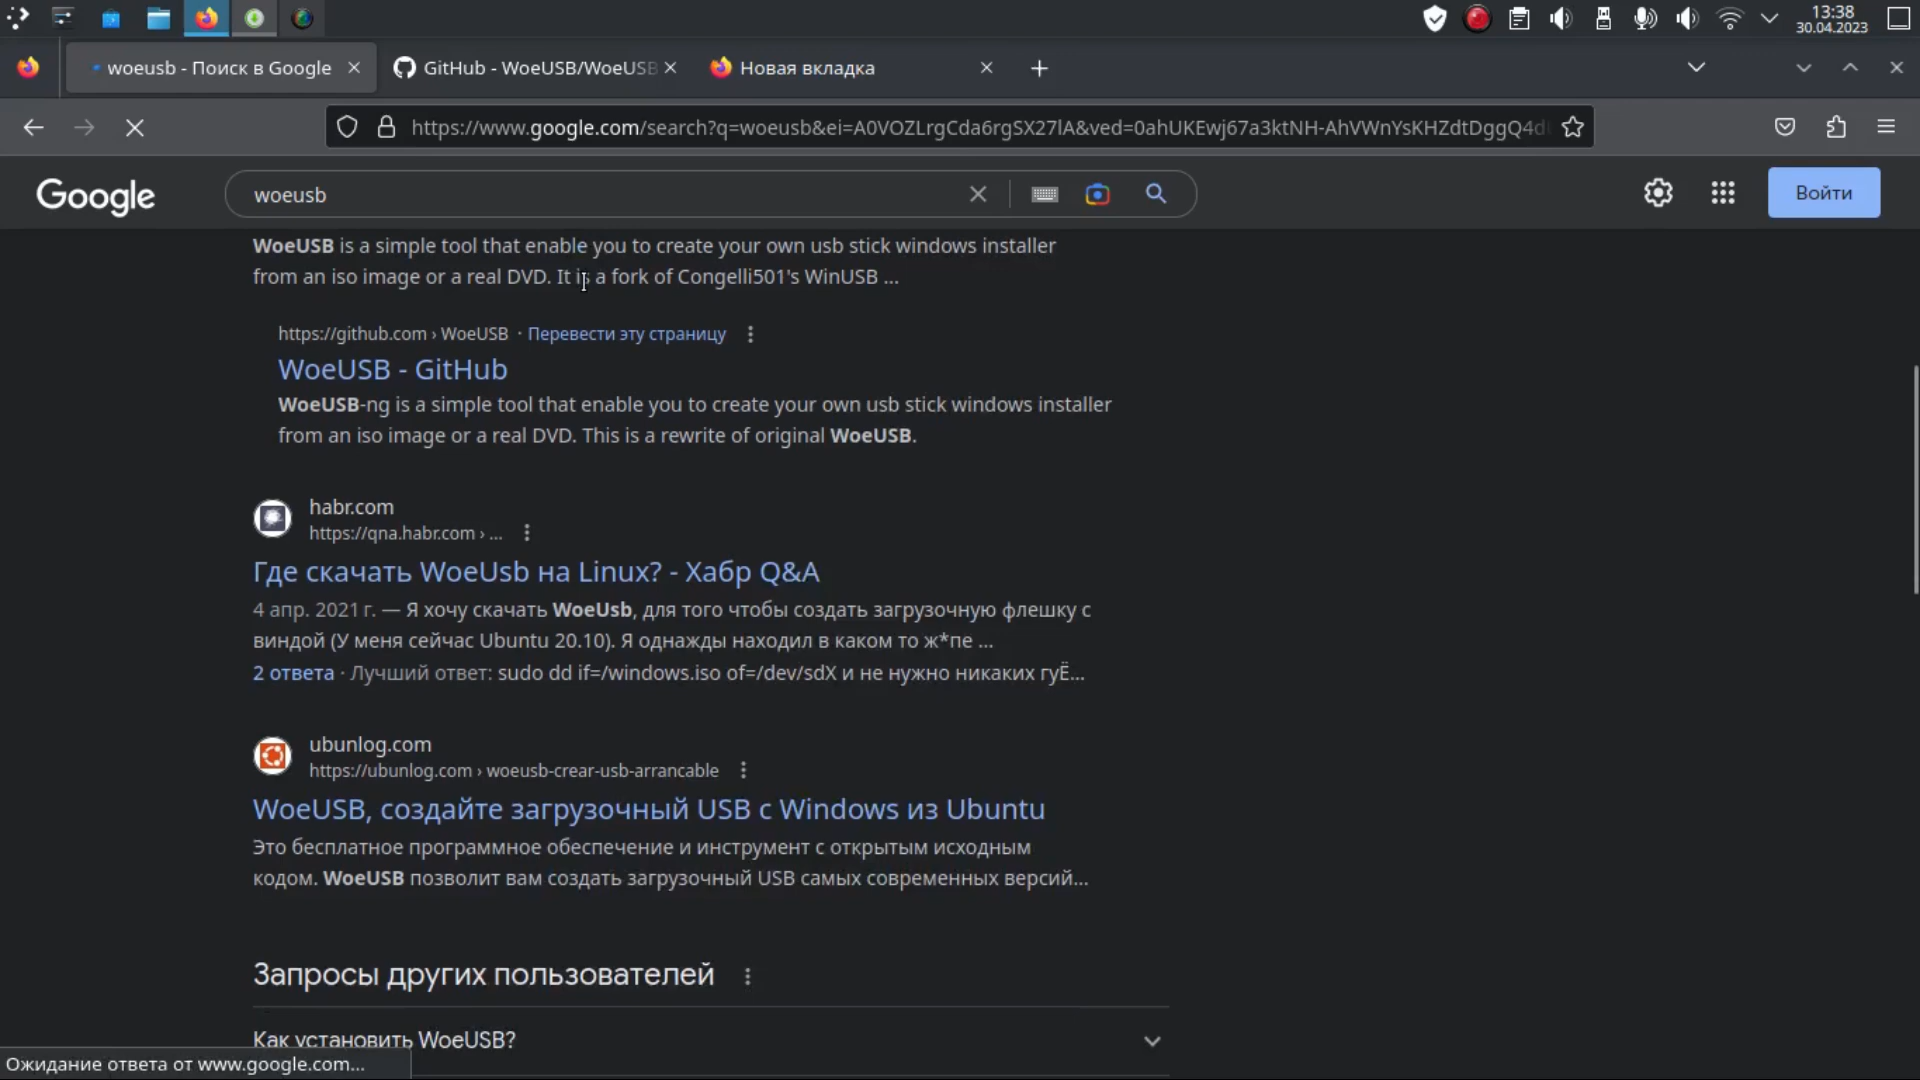 13:38
30.04.2023
woeusb - Поиск в Google
GitHub - WoeUSB/WoeUSB
Новая вкладка
https://www.google.com/search?q=woeusb&ei=A0VOZLrgCda6rgSX27lA&ved=0ahUKEwj67a3ktNH-AhVWnYsKHZdtDggQ4d
Google
woeusb
Войти
WoeUSB is a simple tool that enable you to create your own usb stick windows installer
from an iso image or a real DVD. It is a fork of Congelli501's WinUSB ...
https://github.com › WoeUSB · Перевести эту страницу
WoeUSB - GitHub
WoeUSB-ng is a simple tool that enable you to create your own usb stick windows installer
from an iso image or a real DVD. This is a rewrite of original WoeUSB.
habr.com
https://qna.habr.com › ...
Где скачать WoeUsb на Linux? - Хабр Q&A
4 апр. 2021 г. — Я хочу скачать WoeUsb, для того чтобы создать загрузочную флешку с
виндой (У меня сейчас Ubuntu 20.10). Я однажды находил в каком то ж*пе ...
2 ответа · Лучший ответ: sudo dd if=/windows.iso of=/dev/sdX и не нужно никаких гуЁ...
ubunlog.com
https://ubunlog.com › woeusb-crear-usb-arrancable
WoeUSB, создайте загрузочный USB с Windows из Ubuntu
Это бесплатное программное обеспечение и инструмент с открытым исходным
кодом. WoeUSB позволит вам создать загрузочный USB самых современных версий...
Запросы других пользователей
Как установить WoeUSB?
Ожидание ответа от www.google.com...